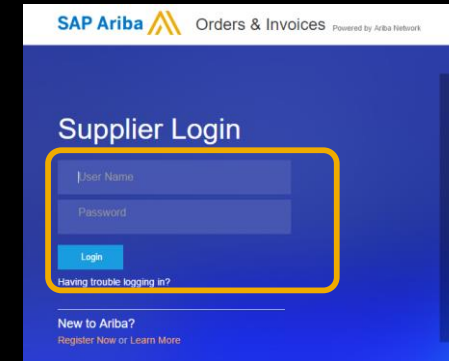 SAP Ariba Orders & Invoices Powered by Ariba Network
Supplier Login
User Name
Password
Login
Having trouble logging in?
New to Ariba?
Register Now or Learn More